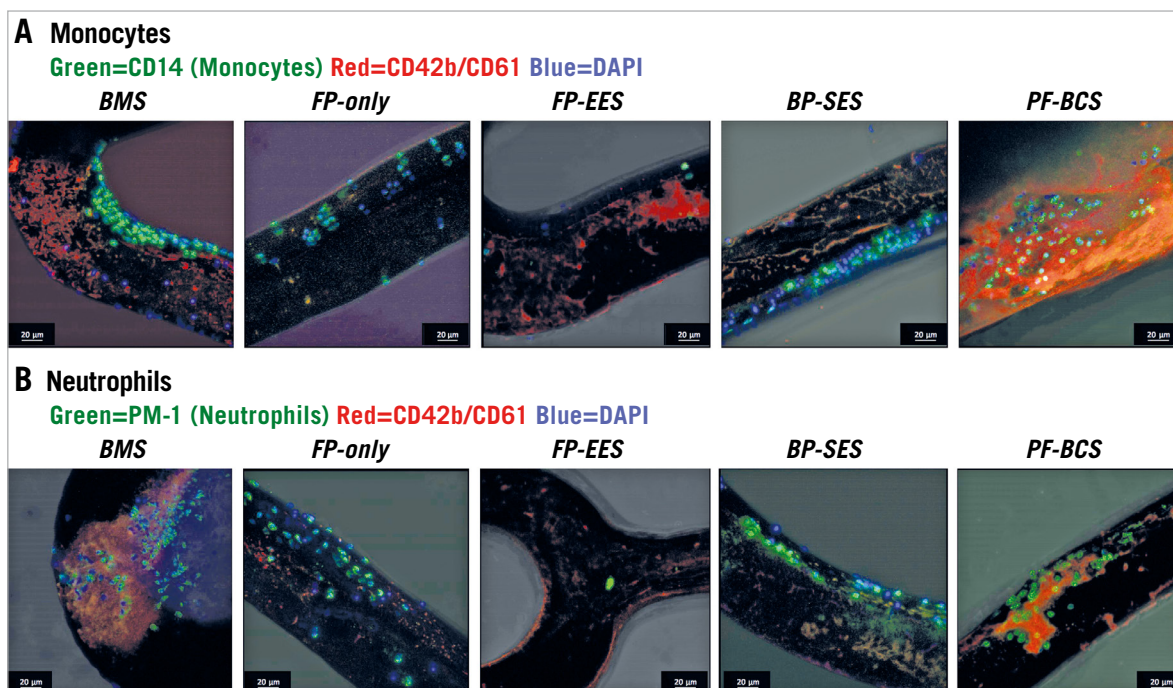 A Monocytes
Green=CD14 (Monocytes) Red=CD42b/CD61 Blue=DAPI
BMS FP-only FP-EES BP-SES PF-BCS
20 μm 20 μm 20 μm 20 μm 20 μm
B Neutrophils
Green=PM-1 (Neutrophils) Red=CD42b/CD61 Blue=DAPI
BMS FP-only FP-EES BP-SES PF-BCS
20 μm 20 μm 20 μm 20 μm 20 μm